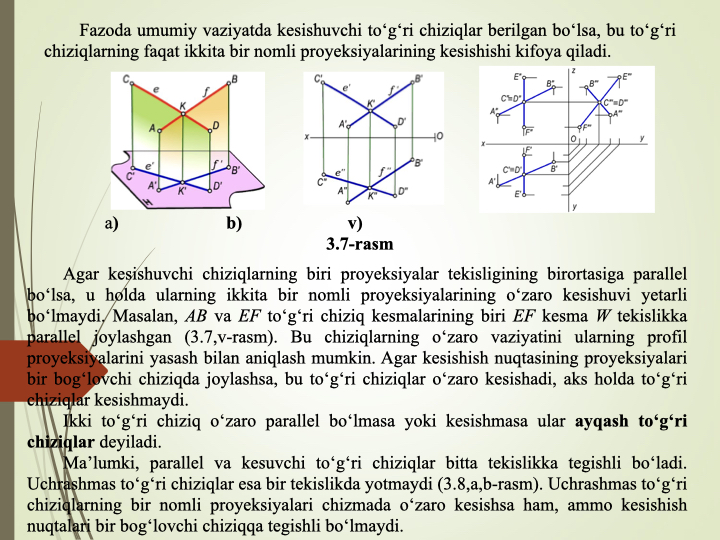 Fazoda umumiy vaziyatda kesishuvchi to‘g‘ri chiziqlar berilgan bo‘lsa, bu to‘g‘ri
chiziqlarning faqat ikkita bir nomli proyeksiyalarining kesishishi kifoya qiladi.
C e f B
K
A D
C' e' f' B'
A' K' D'
H
C' e' f' B'
K'
A' D'
x O
C" e" f" B"
A" K" D"
z
E" B" B‴ E‴
C"≡D" C‴≡D‴
A" A‴
F" F‴
x O y
F'
C'≡D' B'
A'
E'
y
a) b) v)
3.7-rasm
Agar kesishuvchi chiziqlarning biri proyeksiyalar tekisligining birortasiga parallel
bo‘lsa, u holda ularning ikkita bir nomli proyeksiyalarining o‘zaro kesishuvi yetarli
bo‘lmaydi. Masalan, AB va EF to‘g‘ri chiziq kesmalarining biri EF kesma W tekislikka
parallel joylashgan (3.7,v-rasm). Bu chiziqlarning o‘zaro vaziyatini ularning profil
proyeksiyalarini yasash bilan aniqlash mumkin. Agar kesishish nuqtasining proyeksiyalari
bir bog‘lovchi chiziqda joylashsa, bu to‘g‘ri chiziqlar o‘zaro kesishadi, aks holda to‘g‘ri
chiziqlar kesishmaydi.
Ikki to‘g‘ri chiziq o‘zaro parallel bo‘lmasa yoki kesishmasa ular ayqash to‘g‘ri
chiziqlar deyiladi.
Ma’lumki, parallel va kesuvchi to‘g‘ri chiziqlar bitta tekislikka tegishli bo‘ladi.
Uchrashmas to‘g‘ri chiziqlar esa bir tekislikda yotmaydi (3.8,a,b-rasm). Uchrashmas to‘g‘ri
chiziqlarning bir nomli proyeksiyalari chizmada o‘zaro kesishsa ham, ammo kesishish
nuqtalari bir bog‘lovchi chiziqqa tegishli bo‘lmaydi.